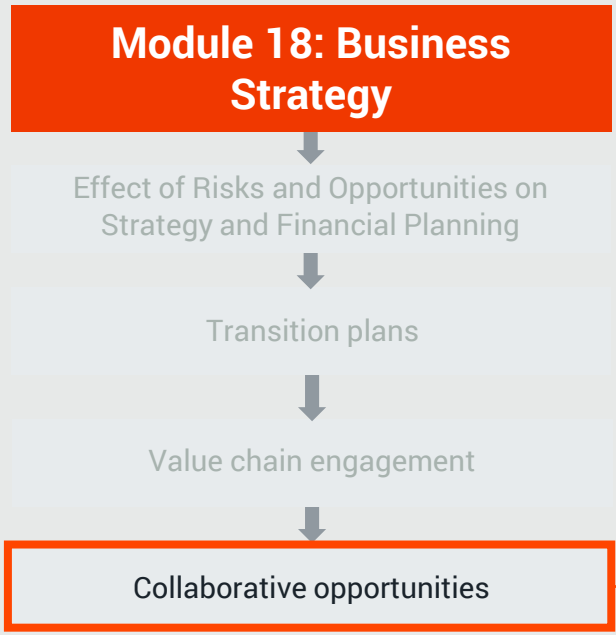 Module 18: Business
Strategy
Effect of Risks and Opportunities on
Strategy and Financial Planning
Transition plans
Value chain engagement
Collaborative opportunities